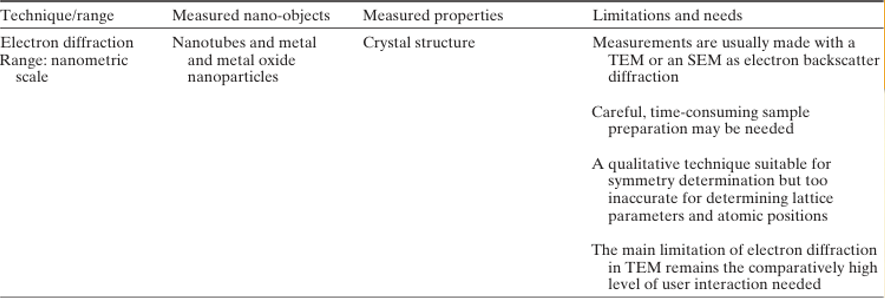 Technique/range Measured nano-objects Measured properties Limitations and needs
Electron diffraction Nanotubes and metal Crystal structure Measurements are usually made with a
Range: nanometric and metal oxide TEM or an SEM as electron backscatter
scale nanoparticles diffraction
Careful, time-consuming sample
preparation may be needed
A qualitative technique suitable for
symmetry determination but too
inaccurate for determining lattice
parameters and atomic positions
The main limitation of electron diffraction
in TEM remains the comparatively high
level of user interaction needed